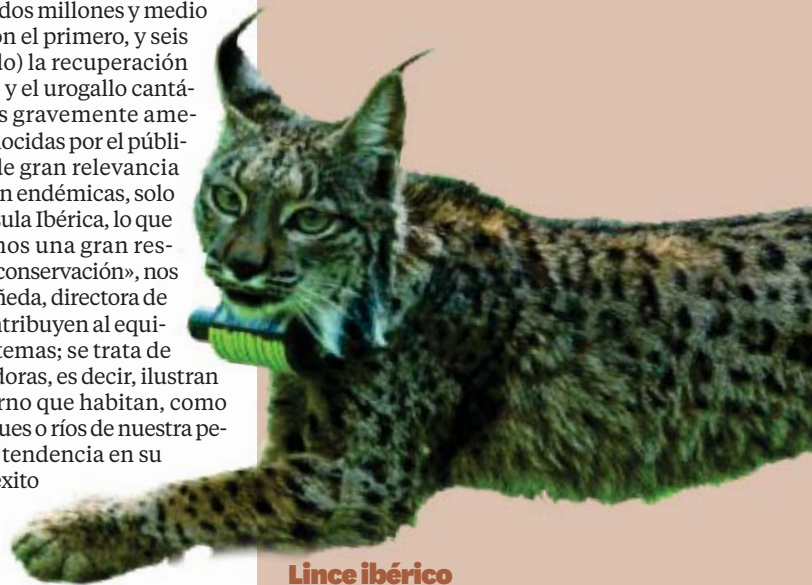 dos millones y medio
on el primero, y seis
lo) la recuperación
y el urogallo cantá-
s gravemente ame-
ocidas por el públi-
le gran relevancia
n endémicas, solo
sula Ibérica, lo que
nos una gran res-
conservación», nos
ñeda, directora de
ntribuyen al equi-
temas; se trata de
doras, es decir, ilustran
rno que habitan, como
ues o ríos de nuestra pe-
tendencia en su
éxito
Lince ibérico